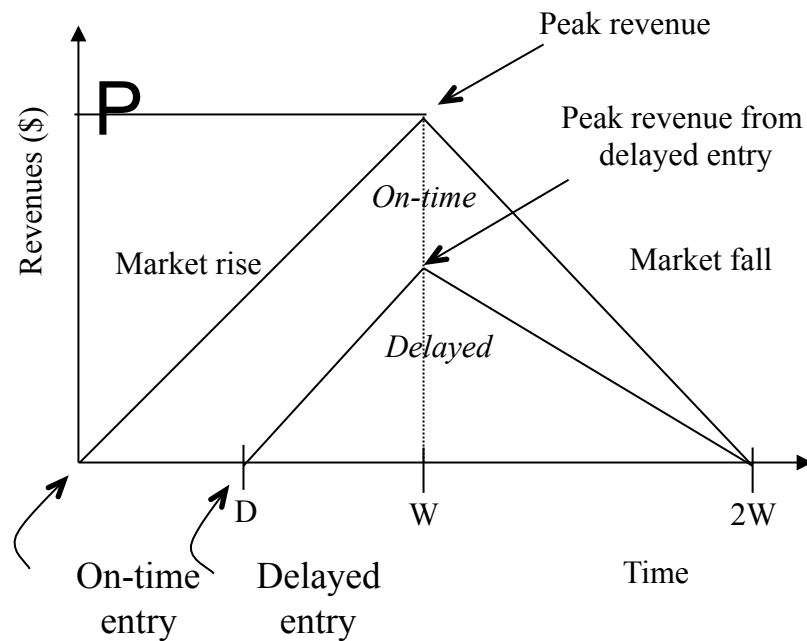 Peak revenue
P
Peak revenue from
delayed entry
Revenues ($)
On-time
Market rise
Market fall
Delayed
D
W
2W
On-time
entry
Delayed
entry
Time